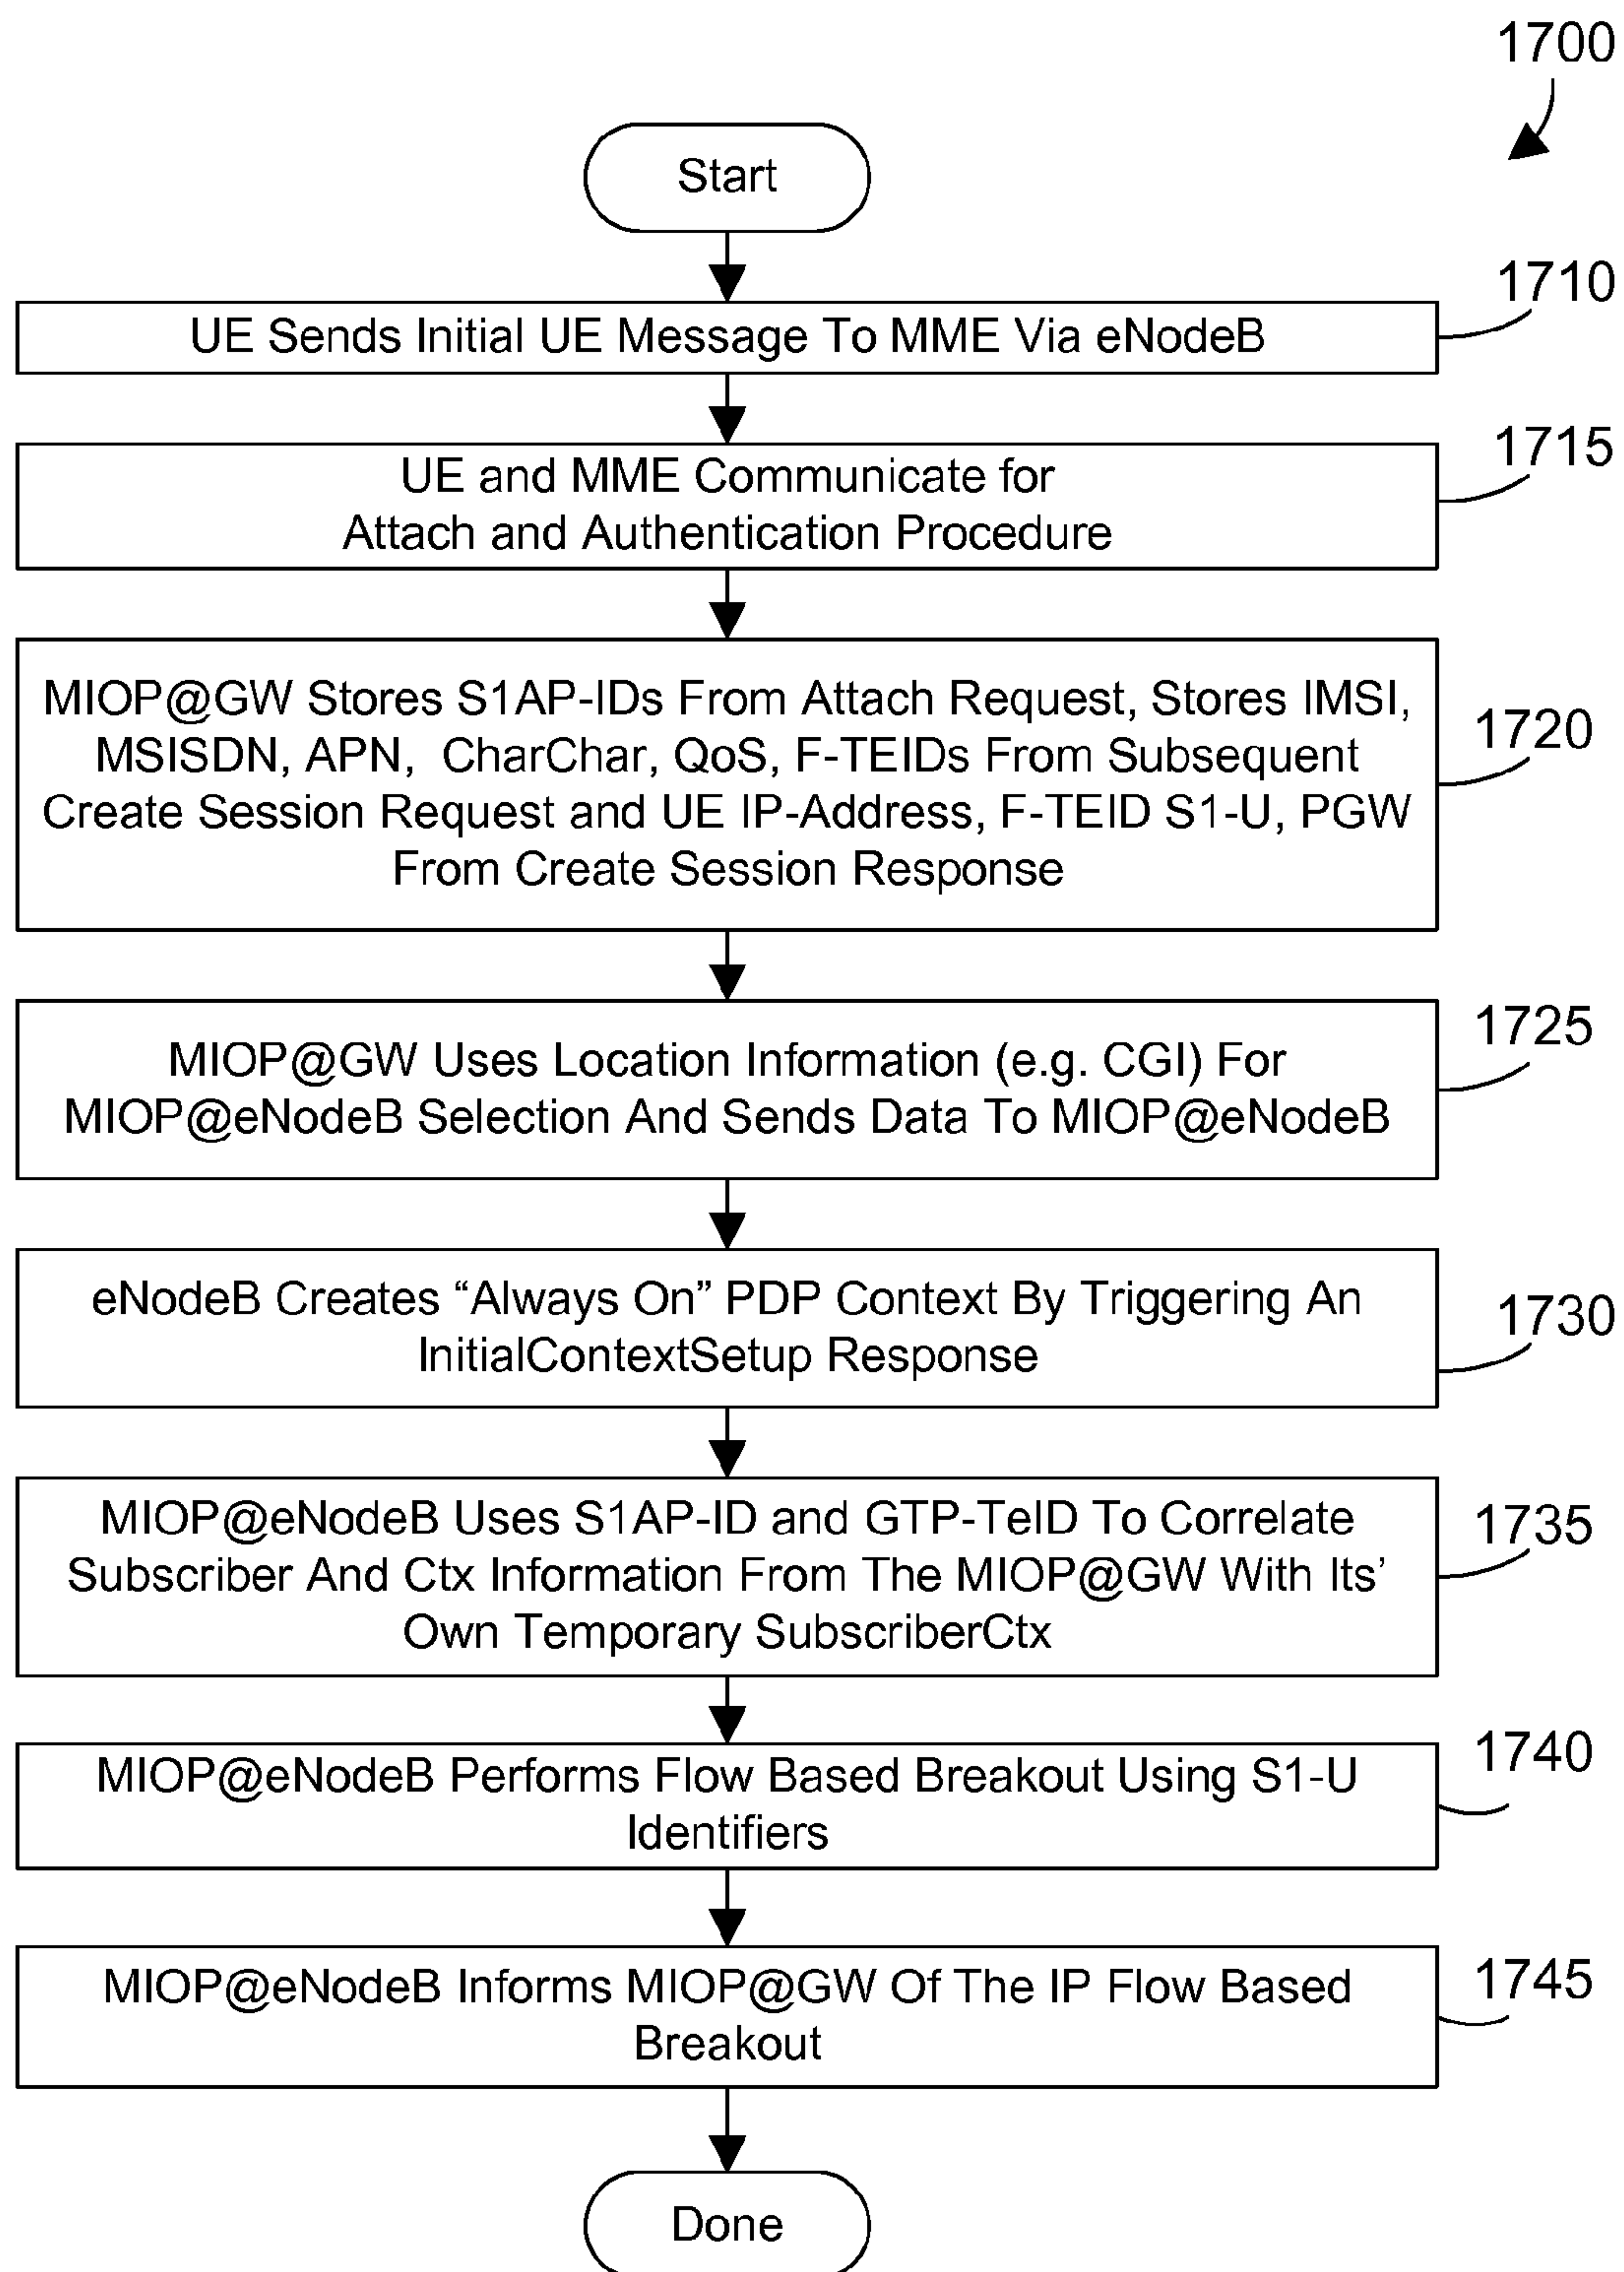 1700
Start
1710
UE Sends Initial UE Message To MME Via eNodeB
1715
UE and MME Communicate for
Attach and Authentication Procedure
1720
MIOP@GW Stores S1AP-IDs From Attach Request, Stores IMSI,
MSISDN, APN, CharChar, QoS, F-TEIDs From Subsequent
Create Session Request and UE IP-Address, F-TEID S1-U, PGW
From Create Session Response
1725
MIOP@GW Uses Location Information (e.g. CGI) For
MIOP@eNodeB Selection And Sends Data To MIOP@eNodeB
1730
eNodeB Creates “Always On” PDP Context By Triggering An
InitialContextSetup Response
1735
MIOP@eNodeB Uses S1AP-ID and GTP-TeID To Correlate
Subscriber And Ctx Information From The MIOP@GW With Its’
Own Temporary SubscriberCtx
1740
MIOP@eNodeB Performs Flow Based Breakout Using S1-U
Identifiers
1745
MIOP@eNodeB Informs MIOP@GW Of The IP Flow Based
Breakout
Done